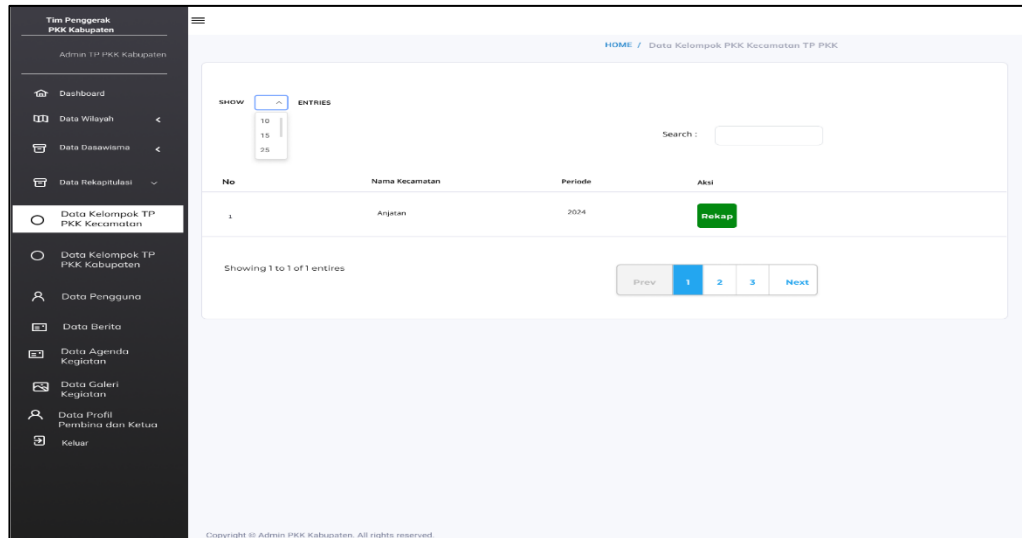 Tim Penggerak
PKK Kabupaten
Admin TP PKK Kabupaten
Dashboard
Data Wilayah
Data Dasawisma
Data Rekapitulasi
Data Kelompok TP
PKK Kecamatan
Data Kelompok TP
PKK Kabupaten
Data Pengguna
Data Berita
Data Agenda
Kegiatan
Data Galeri
Kegiatan
Data Profil
Pembina dan Ketua
Keluar
HOME / Data Kelompok PKK Kecamatan TP PKK
SHOW ENTRIES
10
15
25
Search :
No Nama Kecamatan Periode Aksi
1 Anjatan 2024 Rekap
Showing 1 to 1 of 1 entires
Prev 1 2 3 Next
Copyright © Admin PKK Kabupaten. All rights reserved.